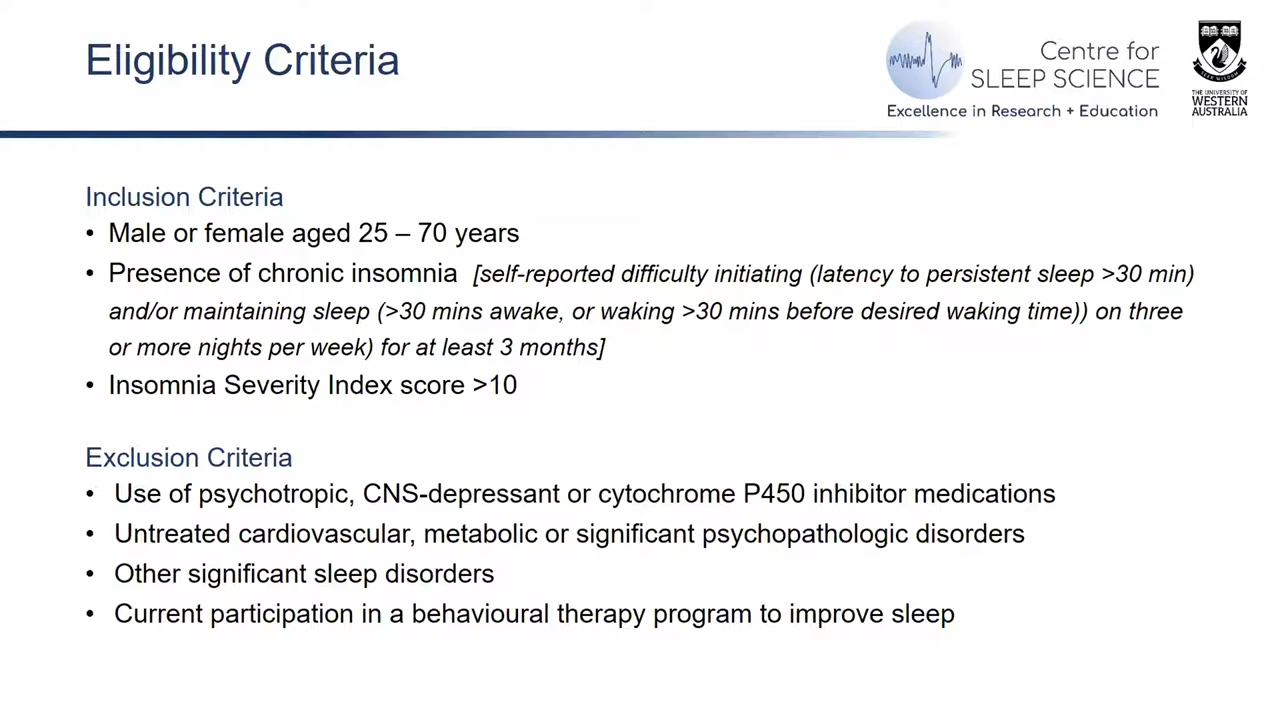 Eligibility Criteria
Centre for
SLEEP SCIENCE
Excellence in Research + Education
THE UNIVERSITY OF
WESTERN
AUSTRALIA
Inclusion Criteria
• Male or female aged 25 – 70 years
• Presence of chronic insomnia [self-reported difficulty initiating (latency to persistent sleep >30 min)
and/or maintaining sleep (>30 mins awake, or waking >30 mins before desired waking time)) on three
or more nights per week) for at least 3 months]
• Insomnia Severity Index score >10
Exclusion Criteria
• Use of psychotropic, CNS-depressant or cytochrome P450 inhibitor medications
• Untreated cardiovascular, metabolic or significant psychopathologic disorders
• Other significant sleep disorders
• Current participation in a behavioural therapy program to improve sleep